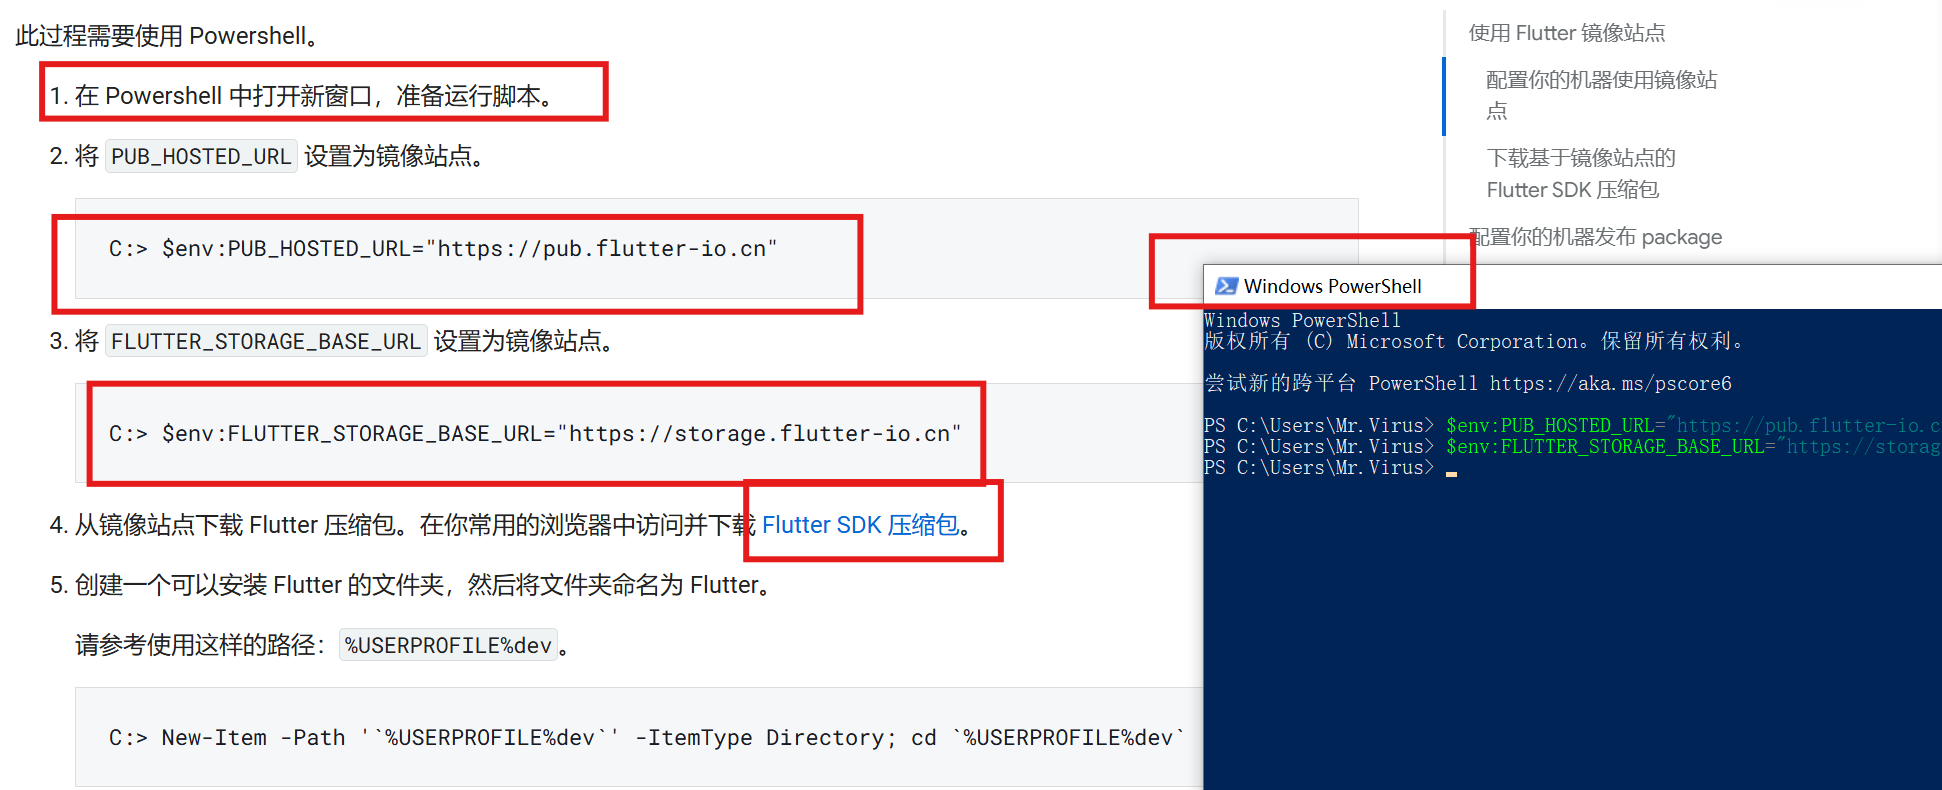 此过程需要使用 Powershell。
1. 在 Powershell 中打开新窗口，准备运行脚本。
2. 将 PUB_HOSTED_URL 设置为镜像站点。
C:> $env:PUB_HOSTED_URL="https://pub.flutter-io.cn"
3. 将 FLUTTER_STORAGE_BASE_URL 设置为镜像站点。
C:> $env:FLUTTER_STORAGE_BASE_URL="https://storage.flutter-io.cn"
4. 从镜像站点下载 Flutter 压缩包。在你常用的浏览器中访问并下载 Flutter SDK 压缩包。
5. 创建一个可以安装 Flutter 的文件夹，然后将文件夹命名为 Flutter。
请参考使用这样的路径：%USERPROFILE%dev。
C:> New-Item -Path '`%USERPROFILE%dev`' -ItemType Directory; cd `%USERPROFILE%dev`
使用 Flutter 镜像站点
配置你的机器使用镜像站
点
下载基于镜像站点的
Flutter SDK 压缩包
配置你的机器发布 package
Windows PowerShell
Windows PowerShell
版权所有 (C) Microsoft Corporation。保留所有权利。
尝试新的跨平台 PowerShell https://aka.ms/pscore6
PS C:\Users\Mr.Virus> $env:PUB_HOSTED_URL="https://pub.flutter-io.c
PS C:\Users\Mr.Virus> $env:FLUTTER_STORAGE_BASE_URL="https://storag
PS C:\Users\Mr.Virus>